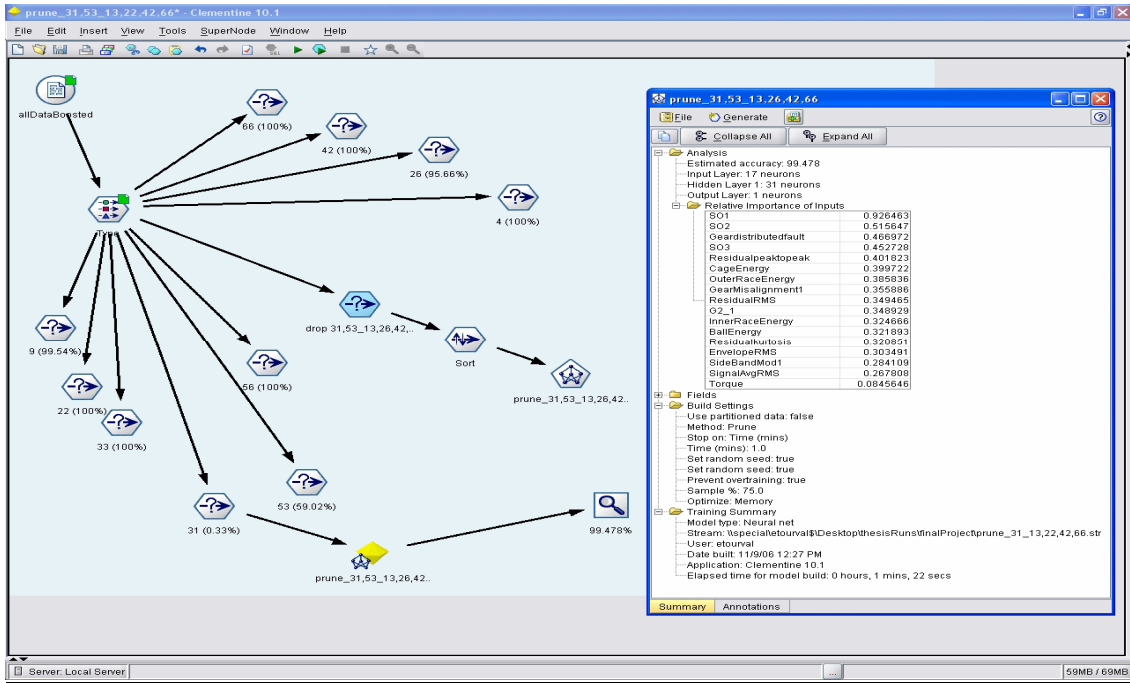 prune_31,53_13,22,42,66* - Clementine 10.1
File Edit Insert View Tools SuperNode Window Help
allDataBoosted
66 (100%)
42 (100%)
26 (95.66%)
4 (100%)
Type
drop 31,53_13,26,42,..
Sort
prune_31,53_13,26,42..
9 (99.54%)
22 (100%)
33 (100%)
56 (100%)
53 (59.02%)
31 (0.33%)
prune_31,53_13,26,42..
99.478%
prune_31,53_13,26,42,66
File Generate
Collapse All Expand All
Analysis
Estimated accuracy: 99.478
Input Layer: 17 neurons
Hidden Layer 1: 31 neurons
Output Layer: 1 neurons
Relative Importance of Inputs
SO1 0.926463
SO2 0.515647
Geardistributedfault 0.466972
SO3 0.452728
Residualpeaktopeak 0.401823
CageEnergy 0.399722
OuterRaceEnergy 0.385836
GearMisalignment1 0.355886
ResidualRMS 0.349465
G2_1 0.348929
InnerRaceEnergy 0.324666
BallEnergy 0.321893
Residualkurtosis 0.320851
EnvelopeRMS 0.303491
SideBandMod1 0.284109
SignalAvgRMS 0.267808
Torque 0.0845646
Fields
Build Settings
Use partitioned data: false
Method: Prune
Stop on: Time (mins)
Time (mins): 1.0
Set random seed: true
Set random seed: true
Prevent overtraining: true
Sample %: 75.0
Optimize: Memory
Training Summary
Model type: Neural net
Stream: \\special\etourval$\Desktop\thesisRuns\finalProject\prune_31_13,22,42,66.str
User: etourval
Date built: 11/9/06 12:27 PM
Application: Clementine 10.1
Elapsed time for model build: 0 hours, 1 mins, 22 secs
Summary Annotations
Server: Local Server
...
59MB / 69MB